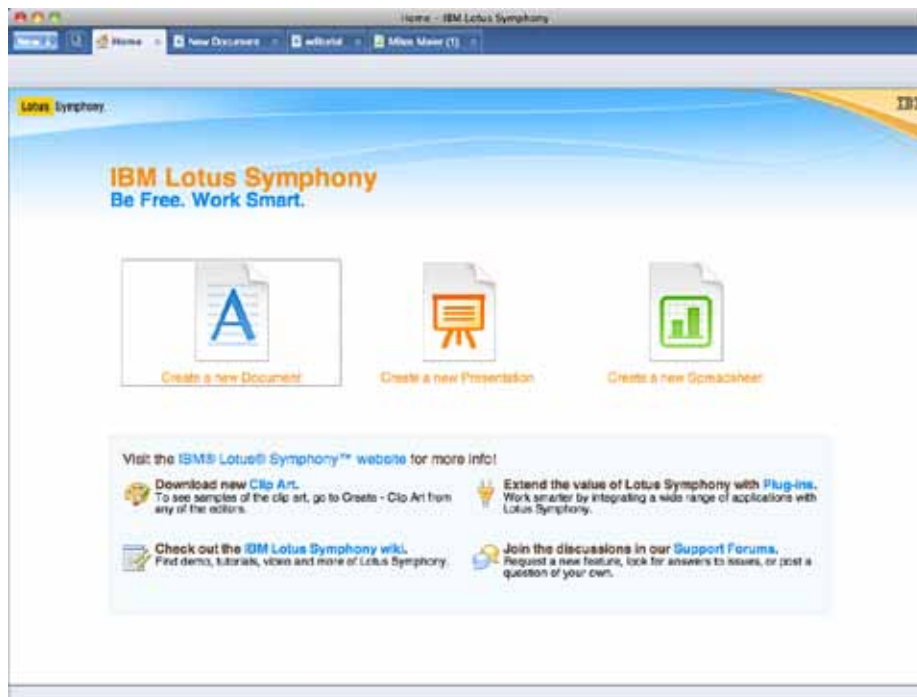 Home - IBM Lotus Symphony
New
Home
New Document
editorial
Miles Maier (1)
Lotus Symphony
IBM Lotus Symphony
Be Free. Work Smart.
Create a new Document
Create a new Presentation
Create a new Spreadsheet
Visit the IBM® Lotus® Symphony™ website for more info!
Download new Clip Art.
To see samples of the clip art, go to Create - Clip Art from
any of the editors.
Extend the value of Lotus Symphony with Plug-ins.
Work smarter by integrating a wide range of applications with
Lotus Symphony.
Check out the IBM Lotus Symphony wiki.
Find demo, tutorials, video and more of Lotus Symphony.
Join the discussions in our Support Forums.
Request a new feature, look for answers to issues, or post a
question of your own.